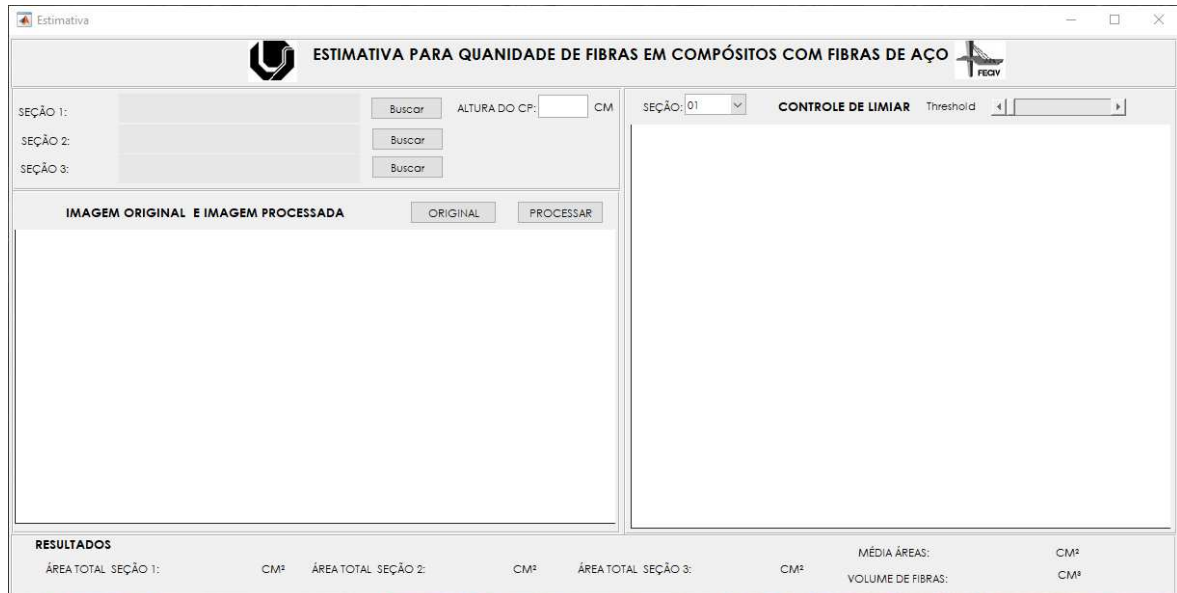 Estimativa
ESTIMATIVA PARA QUANIDADE DE FIBRAS EM COMPÓSITOS COM FIBRAS DE AÇO
FECIV
SEÇÃO 1:
Buscar
ALTURA DO CP:
CM
SEÇÃO 2:
Buscar
SEÇÃO 3:
Buscar
IMAGEM ORIGINAL E IMAGEM PROCESSADA
ORIGINAL
PROCESSAR
SEÇÃO: 01
CONTROLE DE LIMIAR
Threshold
RESULTADOS
ÁREA TOTAL SEÇÃO 1: CM²
ÁREA TOTAL SEÇÃO 2: CM²
ÁREA TOTAL SEÇÃO 3: CM²
MÉDIA ÁREAS: CM²
VOLUME DE FIBRAS: CM³